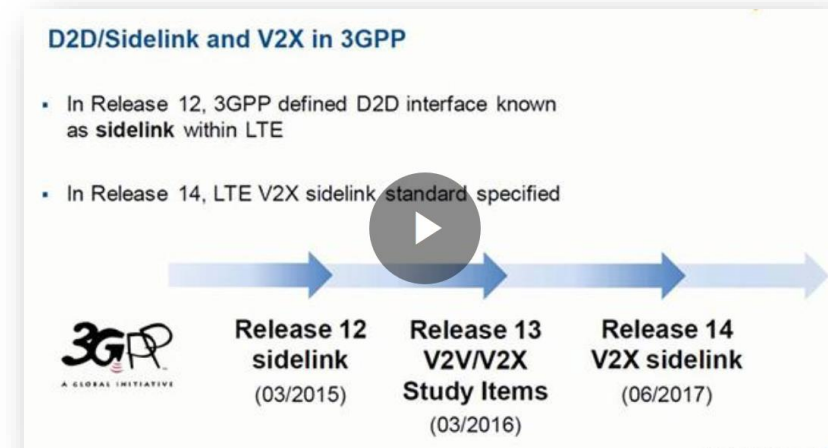 D2D/Sidelink and V2X in 3GPP
▪ In Release 12, 3GPP defined D2D interface known
as sidelink within LTE
▪ In Release 14, LTE V2X sidelink standard specified
3GPP
A GLOBAL INITIATIVE
Release 12
sidelink
(03/2015)
Release 13
V2V/V2X
Study Items
(03/2016)
Release 14
V2X sidelink
(06/2017)